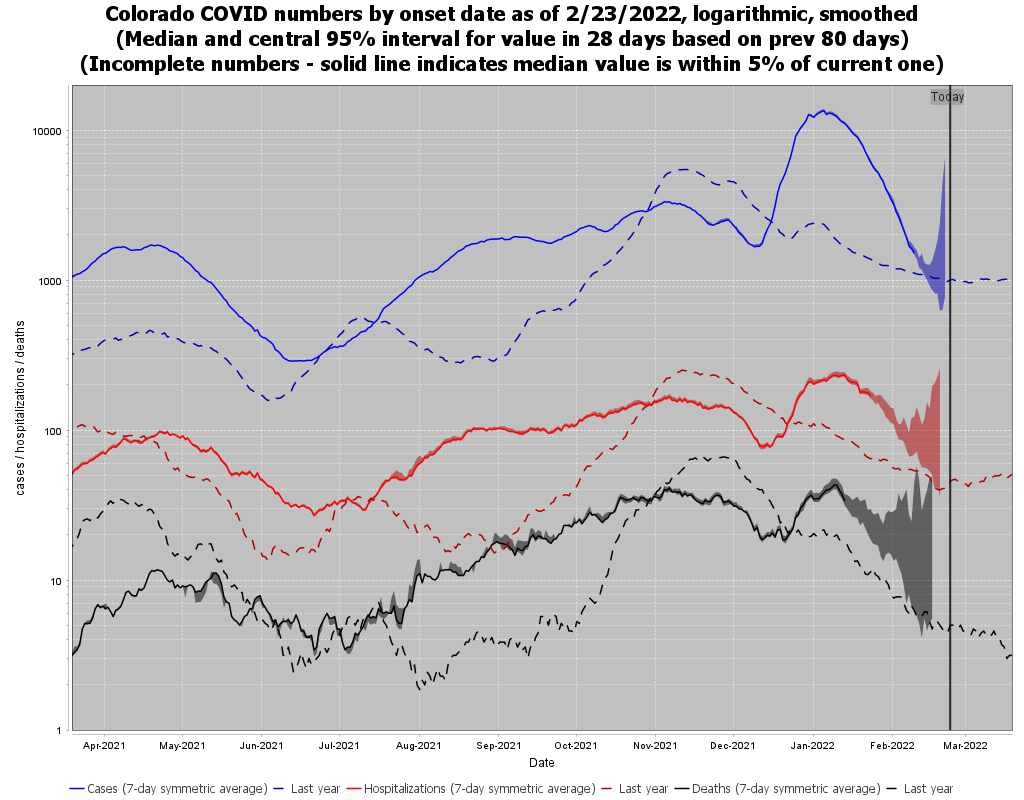 Colorado COVID numbers by onset date as of 2/23/2022, logarithmic, smoothed
(Median and central 95% interval for value in 28 days based on prev 80 days)
(Incomplete numbers - solid line indicates median value is within 5% of current one)
Today
10000
1000
100
10
1
cases / hospitalizations / deaths
Apr-2021 May-2021 Jun-2021 Jul-2021 Aug-2021 Sep-2021 Oct-2021 Nov-2021 Dec-2021 Jan-2022 Feb-2022 Mar-2022
Date
Cases (7-day symmetric average) Last year Hospitalizations (7-day symmetric average) Last year Deaths (7-day symmetric average) Last year